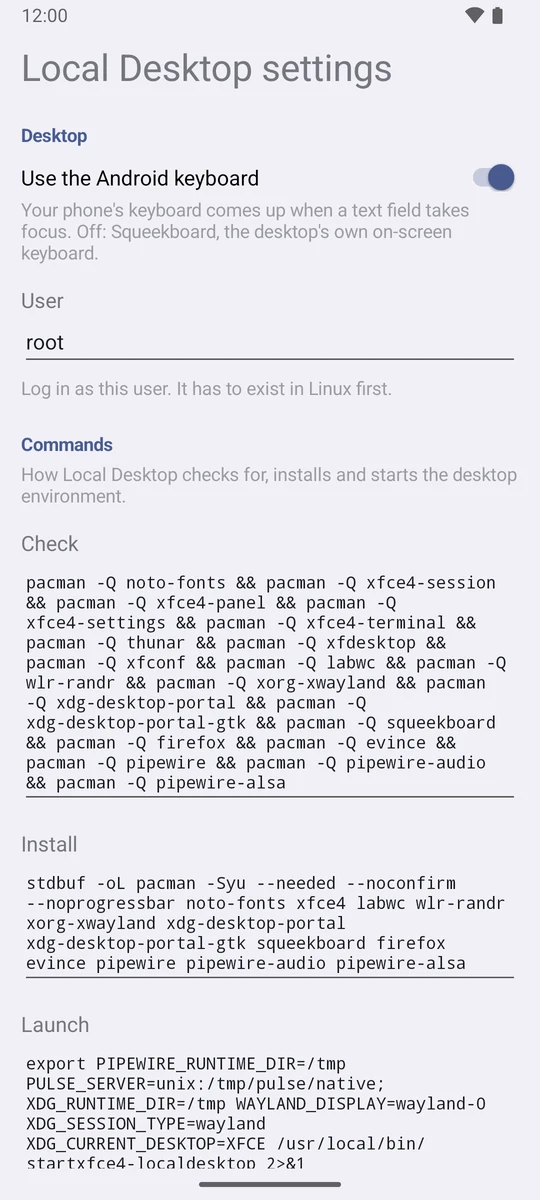 12:00
Local Desktop settings
Desktop
Use the Android keyboard
Your phone's keyboard comes up when a text field takes
focus. Off: Squeekboard, the desktop's own on-screen
keyboard.
User
root
Log in as this user. It has to exist in Linux first.
Commands
How Local Desktop checks for, installs and starts the desktop
environment.
Check
pacman -Q noto-fonts && pacman -Q xfce4-session
&& pacman -Q xfce4-panel && pacman -Q
xfce4-settings && pacman -Q xfce4-terminal &&
pacman -Q thunar && pacman -Q xfdesktop &&
pacman -Q xfconf && pacman -Q labwc && pacman -Q
wlr-randr && pacman -Q xorg-xwayland && pacman
-Q xdg-desktop-portal && pacman -Q
xdg-desktop-portal-gtk && pacman -Q squeekboard
&& pacman -Q firefox && pacman -Q evince &&
pacman -Q pipewire && pacman -Q pipewire-audio
&& pacman -Q pipewire-alsa
Install
stdbuf -oL pacman -Syu --needed --noconfirm
--noprogressbar noto-fonts xfce4 labwc wlr-randr
xorg-xwayland xdg-desktop-portal
xdg-desktop-portal-gtk squeekboard firefox
evince pipewire pipewire-audio pipewire-alsa
Launch
export PIPEWIRE_RUNTIME_DIR=/tmp
PULSE_SERVER=unix:/tmp/pulse/native;
XDG_RUNTIME_DIR=/tmp WAYLAND_DISPLAY=wayland-0
XDG_SESSION_TYPE=wayland
XDG_CURRENT_DESKTOP=XFCE /usr/local/bin/
startxfce4-localdesktop 2>&1